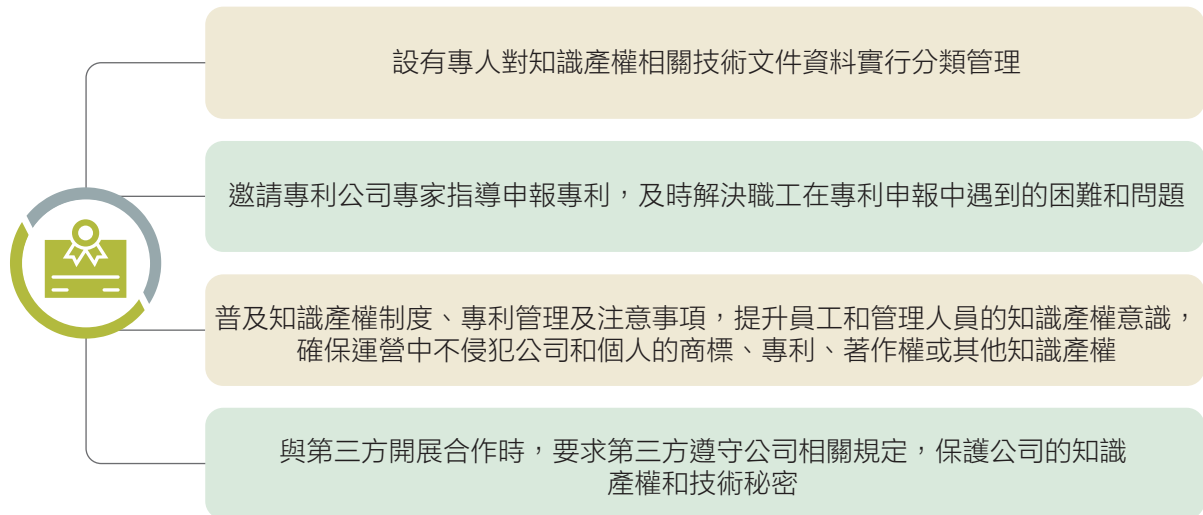 設有專人對知識產權相關技術文件資料實行分類管理
邀請專利公司專家指導申報專利，及時解決職工在專利申報中遇到的困難和問題
普及知識產權制度、專利管理及注意事項，提升員工和管理人員的知識產權意識，
確保運營中不侵犯公司和個人的商標、專利、著作權或其他知識產權
與第三方開展合作時，要求第三方遵守公司相關規定，保護公司的知識
產權和技術秘密